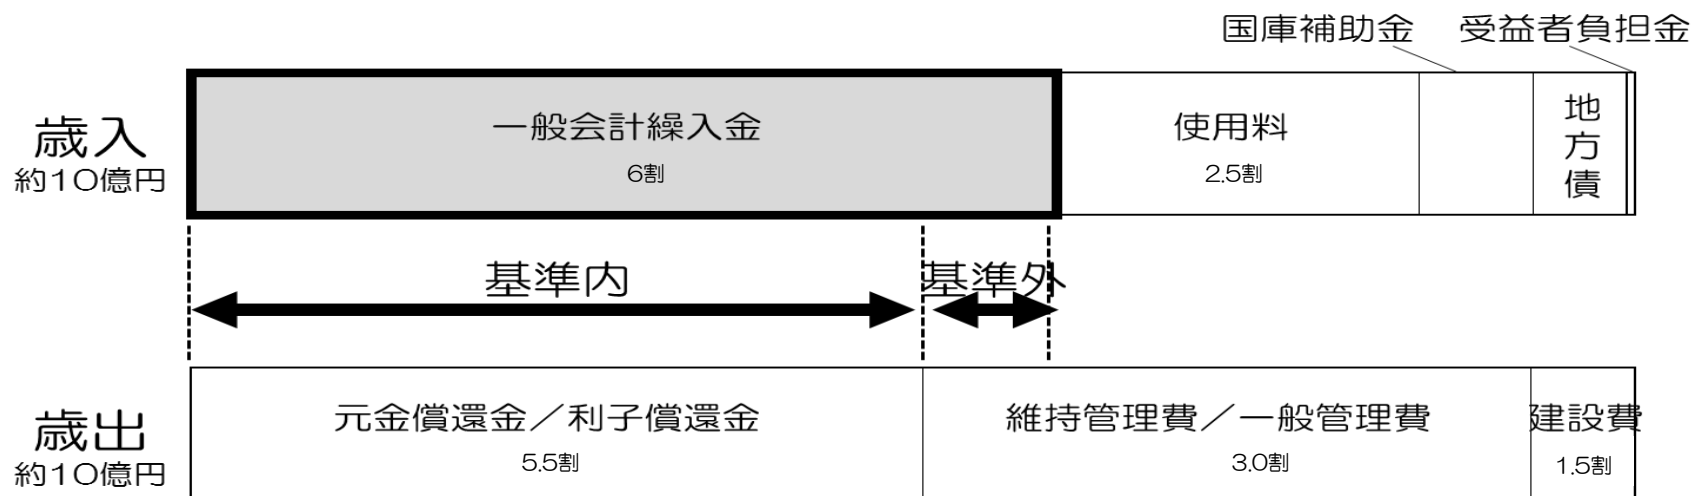 国庫補助金
受益者負担金
歳入
約10億円
一般会計繰入金
6割
使用料
2.5割
地方債
基準内
基準外
歳出
約10億円
元金償還金／利子償還金
5.5割
維持管理費／一般管理費
3.0割
建設費
1.5割